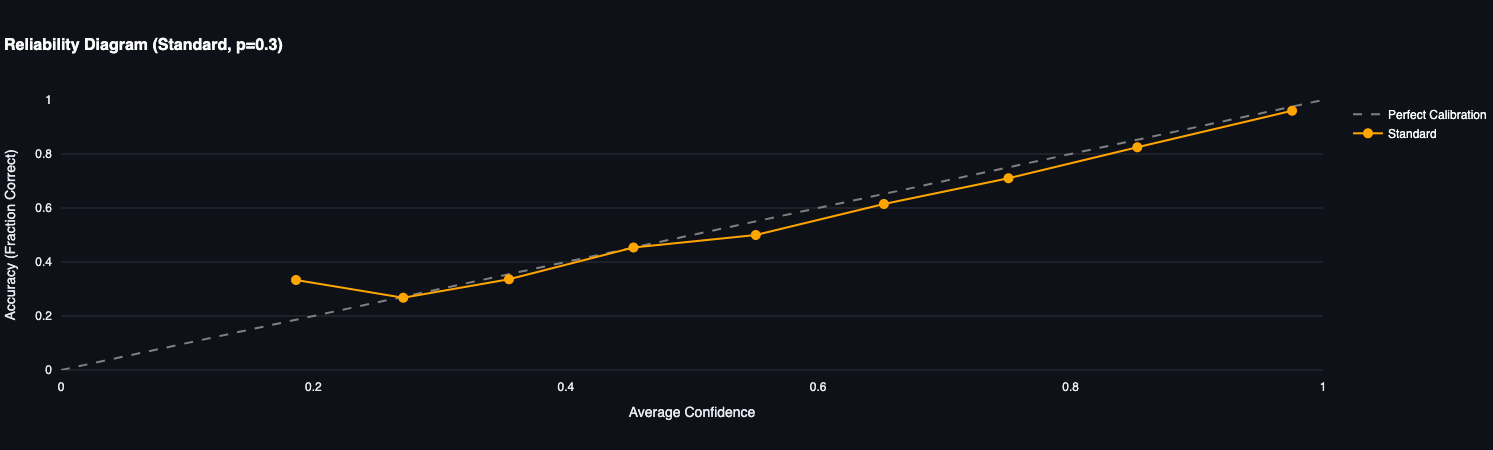 Reliability Diagram (Standard, p=0.3)
1
0.8
0.6
0.4
0.2
0
Accuracy (Fraction Correct)
0 0.2 0.4 0.6 0.8 1
Average Confidence
Perfect Calibration
Standard